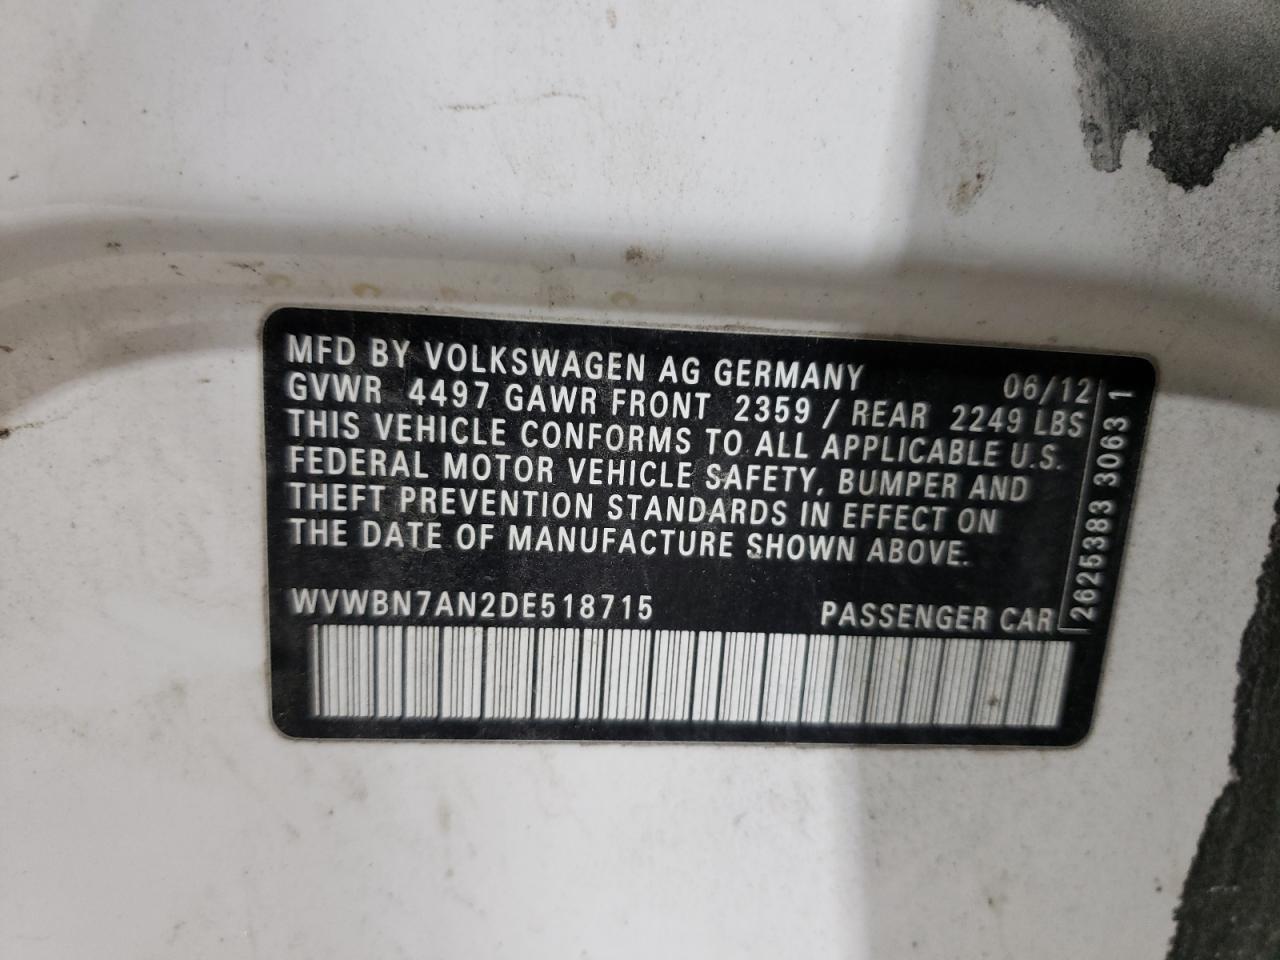 MFD BY VOLKSWAGEN AG GERMANY 06/12
GVWR 4497 GAWR FRONT 2359 / REAR 2249 LBS
THIS VEHICLE CONFORMS TO ALL APPLICABLE U.S.
FEDERAL MOTOR VEHICLE SAFETY, BUMPER AND
THEFT PREVENTION STANDARDS IN EFFECT ON
THE DATE OF MANUFACTURE SHOWN ABOVE.
WVWBN7AN2DE518715 PASSENGER CAR
2625383 3063 1